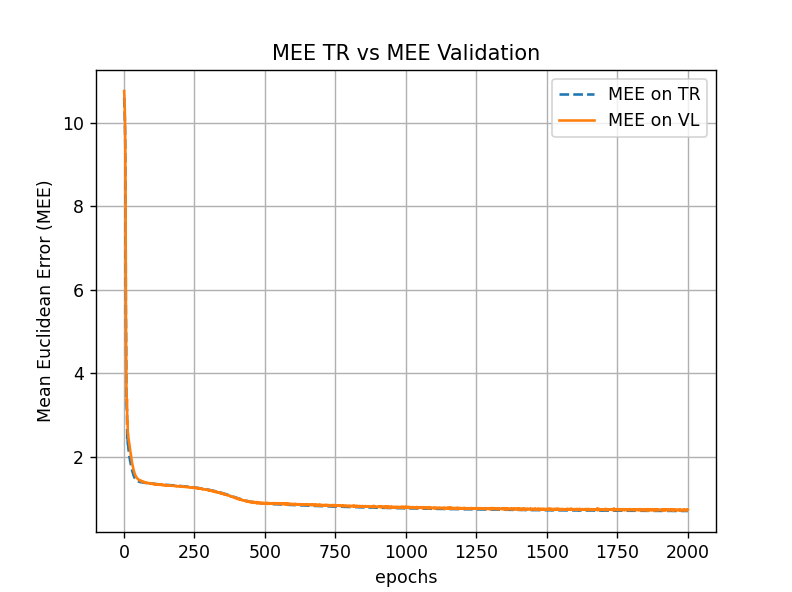 MEE TR vs MEE Validation
MEE on TR
MEE on VL
Mean Euclidean Error (MEE)
10
8
6
4
2
0 250 500 750 1000 1250 1500 1750 2000
epochs